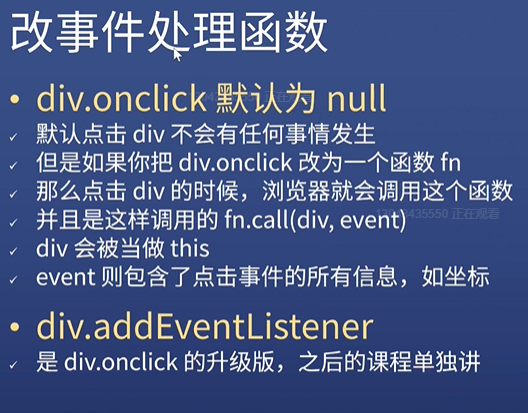 改事件处理函数
• div.onclick 默认为 null
✓ 默认点击 div 不会有任何事情发生
✓ 但是如果你把 div.onclick 改为一个函数 fn
✓ 那么点击 div 的时候，浏览器就会调用这个函数
✓ 并且是这样调用的 fn.call(div, event)
正在观看
✓ div 会被当做 this
✓ event 则包含了点击事件的所有信息，如坐标
• div.addEventListener
✓ 是 div.onclick 的升级版，之后的课程单独讲